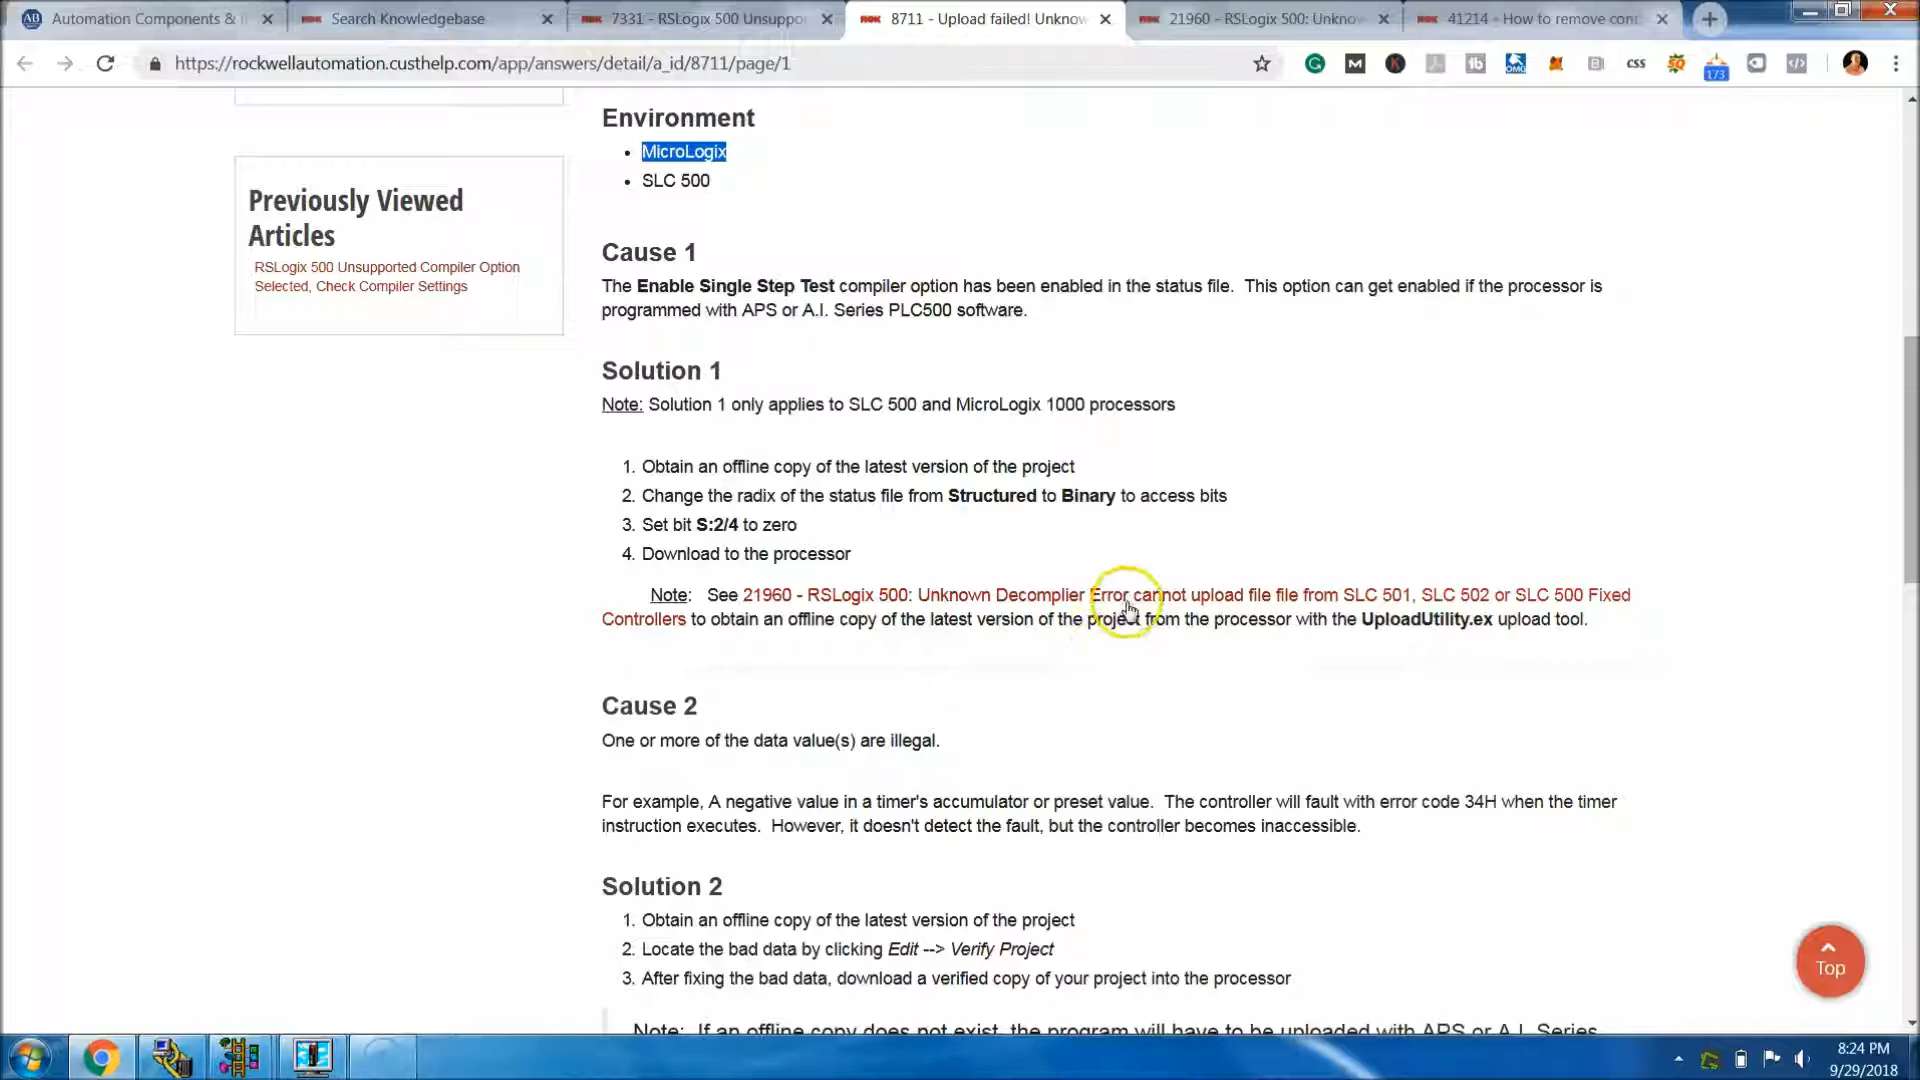 Automation Components & I
Search Knowledgebase
7331 - RSLogix 500 Unsuppo
8711 - Upload failed! Unknow
21960 - RSLogix 500: Unkno
41214 - How to remove con
https://rockwellautomation.custhelp.com/app/answers/detail/a_id/8711/page/1
css
173
Environment
• MicroLogix
• SLC 500
Previously Viewed
Articles
RSLogix 500 Unsupported Compiler Option
Selected, Check Compiler Settings
Cause 1
The Enable Single Step Test compiler option has been enabled in the status file. This option can get enabled if the processor is
programmed with APS or A.I. Series PLC500 software.
Solution 1
Note: Solution 1 only applies to SLC 500 and MicroLogix 1000 processors
1. Obtain an offline copy of the latest version of the project
2. Change the radix of the status file from Structured to Binary to access bits
3. Set bit S:2/4 to zero
4. Download to the processor
Note: See 21960 - RSLogix 500: Unknown Decomplier Error cannot upload file file from SLC 501, SLC 502 or SLC 500 Fixed
Controllers to obtain an offline copy of the latest version of the project from the processor with the UploadUtility.ex upload tool.
Cause 2
One or more of the data value(s) are illegal.
For example, A negative value in a timer's accumulator or preset value. The controller will fault with error code 34H when the timer
instruction executes. However, it doesn't detect the fault, but the controller becomes inaccessible.
Solution 2
1. Obtain an offline copy of the latest version of the project
2. Locate the bad data by clicking Edit --> Verify Project
3. After fixing the bad data, download a verified copy of your project into the processor
Top
Note: If an offline copy does not exist, the program will have to be uploaded with APS or A.I. Series
8:24 PM
9/29/2018